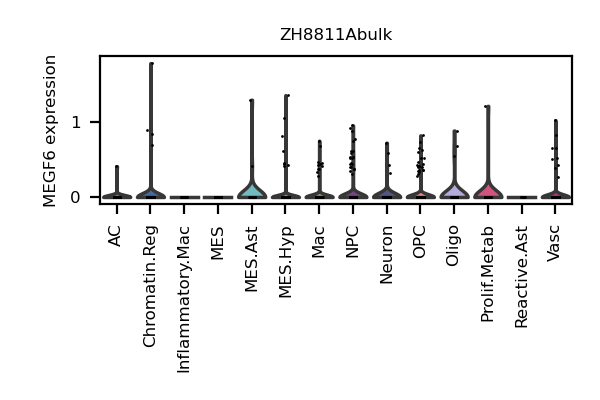 ZH8811Abulk
MEGF6 expression
1
0
AC
Chromatin.Reg
Inflammatory.Mac
MES
MES.Ast
MES.Hyp
Mac
NPC
Neuron
OPC
Oligo
Prolif.Metab
Reactive.Ast
Vasc